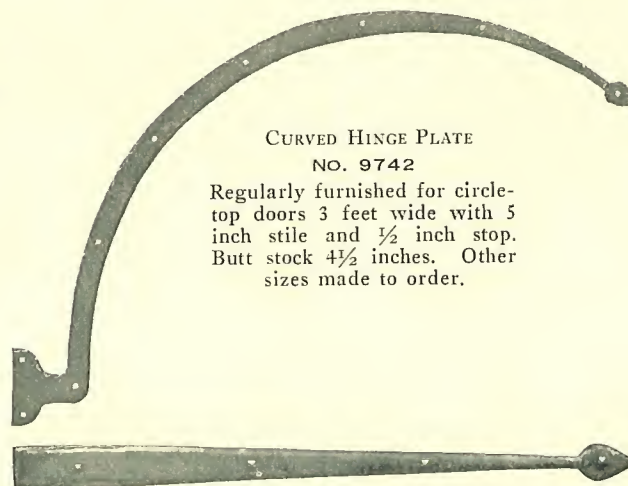 CURVED HINGE PLATE
NO. 9742
Regularly furnished for circle-
top doors 3 feet wide with 5
inch stile and ½ inch stop.
Butt stock 4½ inches. Other
sizes made to order.